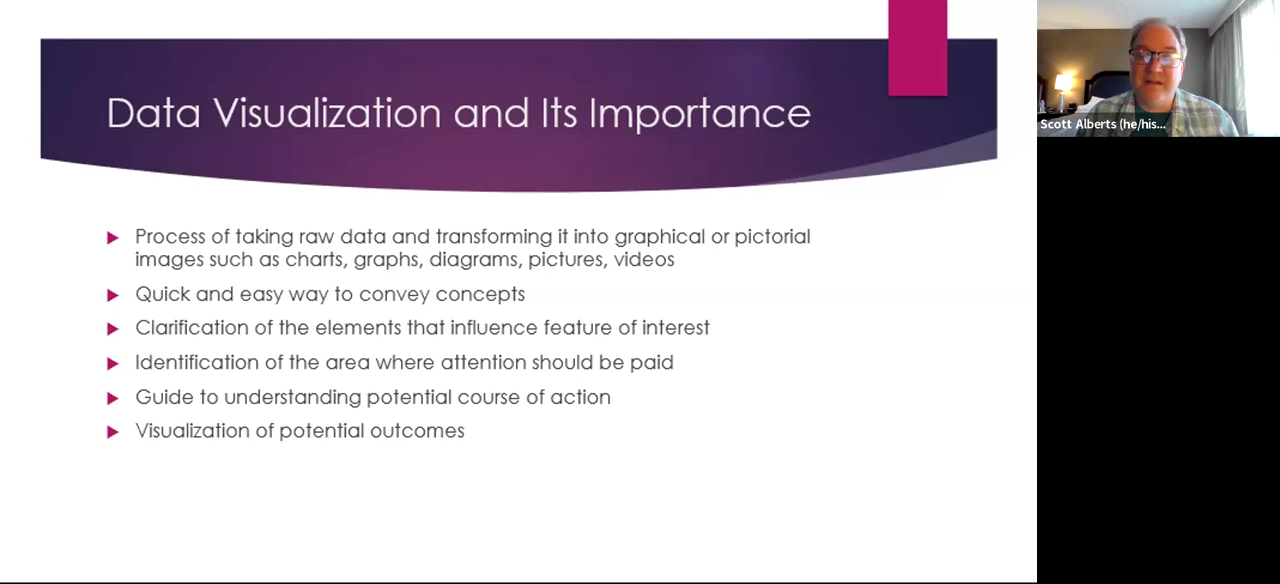 Data Visualization and Its Importance
Process of taking raw data and transforming it into graphical or pictorial
images such as charts, graphs, diagrams, pictures, videos
Quick and easy way to convey concepts
Clarification of the elements that influence feature of interest
Identification of the area where attention should be paid
Guide to understanding potential course of action
Visualization of potential outcomes
Scott Alberts (he/his...